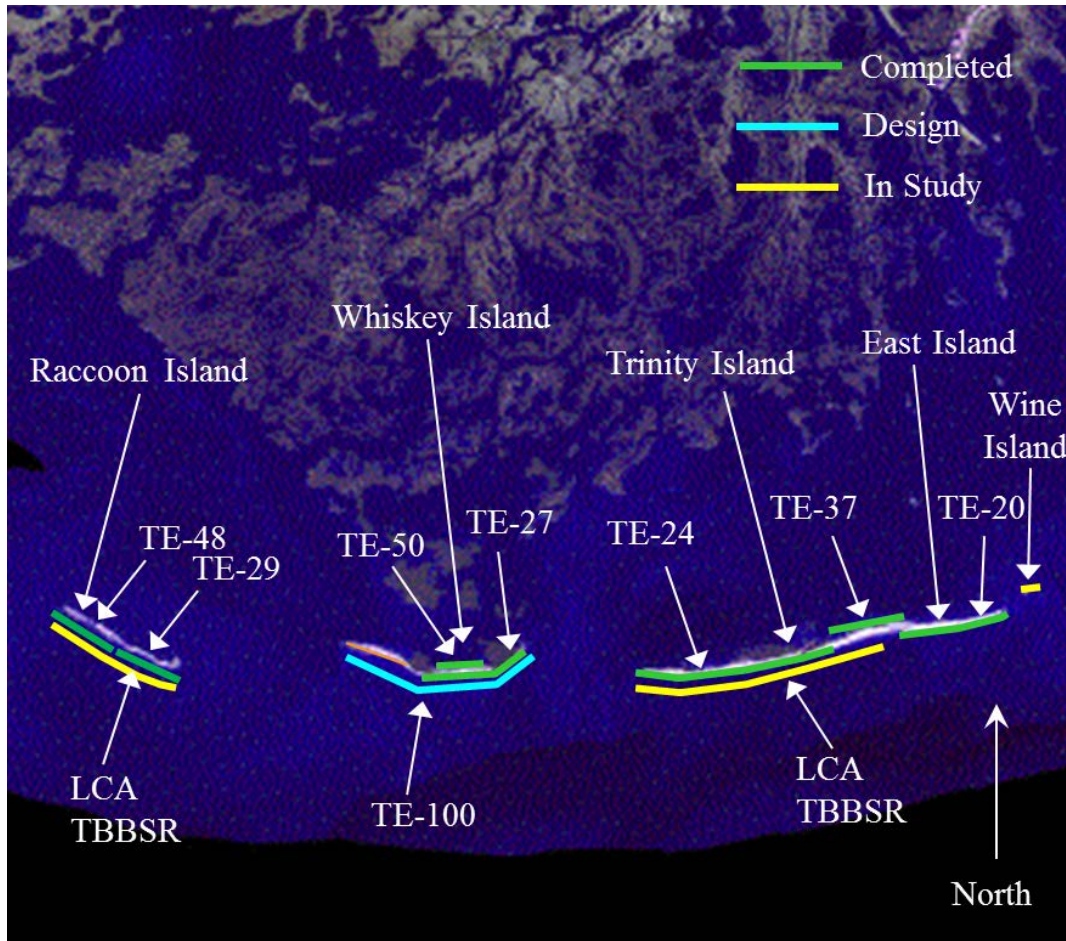 Completed
Design
In Study
Whiskey Island
East Island
Trinity Island
Raccoon Island
Wine
Island
TE-37
TE-20
TE-27
TE-24
TE-48
TE-50
TE-29
LCA
TBBSR
TE-100
LCA
TBBSR
North